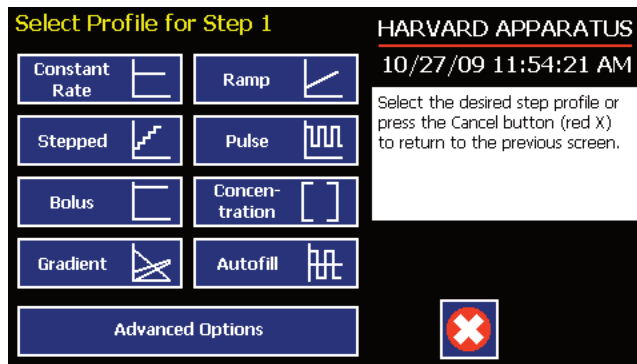 Select Profile for Step 1
HARVARD APPARATUS
10/27/09 11:54:21 AM
Constant
Rate
Ramp
Select the desired step profile or
press the Cancel button (red X)
to return to the previous screen.
Stepped
Pulse
Bolus
Concen-
tration
Gradient
Autofill
Advanced Options